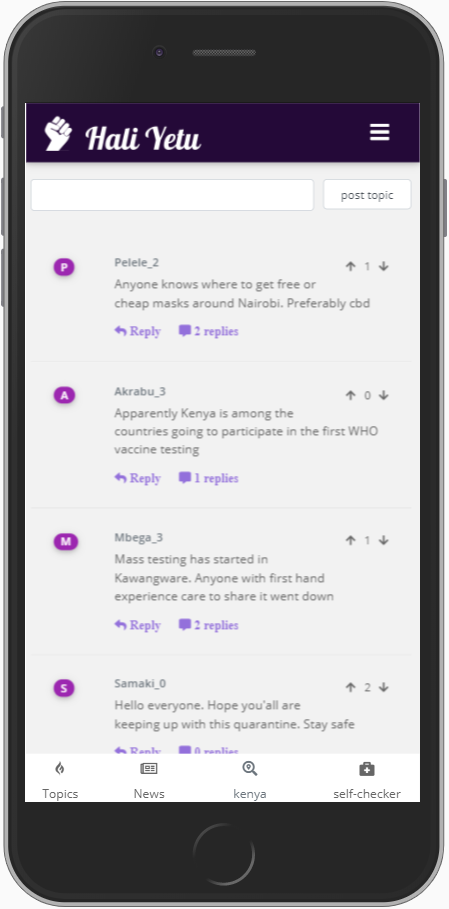 Hali Yetu
post topic
P
Pelele_2
1
Anyone knows where to get free or
cheap masks around Nairobi. Preferably cbd
Reply 2 replies
A
Akrabu_3
0
Apparently Kenya is among the
countries going to participate in the first WHO
vaccine testing
Reply 1 replies
M
Mbega_3
1
Mass testing has started in
Kawangware. Anyone with first hand
experience care to share it went down
Reply 2 replies
S
Samaki_0
2
Hello everyone. Hope you'all are
keeping up with this quarantine. Stay safe
Reply 0 replies
Topics News kenya self-checker